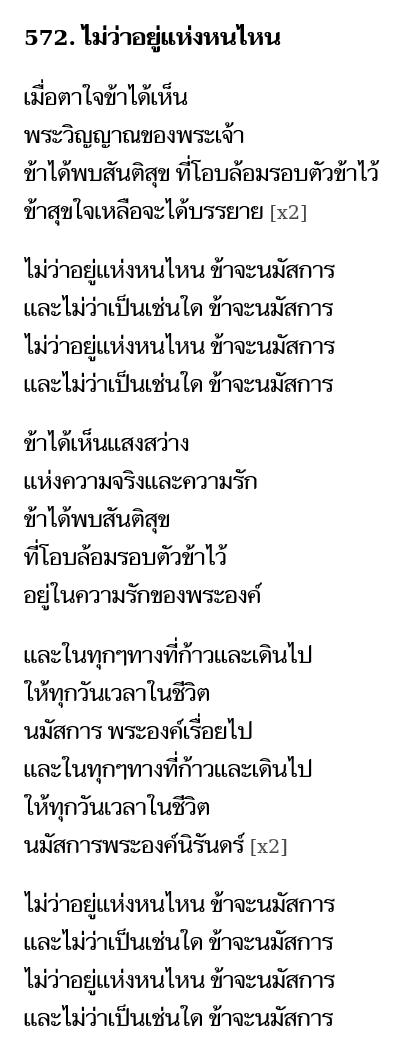 572. ไม่ว่าอยู่แห่งหนไหน
เมื่อตาใจข้าได้เห็น
พระวิญญาณของพระเจ้า
ข้าได้พบสันติสุข ที่โอบล้อมรอบตัวข้าไว้
ข้าสุขใจเหลือจะได้บรรยาย [x2]
ไม่ว่าอยู่แห่งหนไหน ข้าจะนมัสการ
และไม่ว่าเป็นเช่นใด ข้าจะนมัสการ
ไม่ว่าอยู่แห่งหนไหน ข้าจะนมัสการ
และไม่ว่าเป็นเช่นใด ข้าจะนมัสการ
ข้าได้เห็นแสงสว่าง
แห่งความจริงและความรัก
ข้าได้พบสันติสุข
ที่โอบล้อมรอบตัวข้าไว้
อยู่ในความรักของพระองค์
และในทุกๆทางที่ก้าวและเดินไป
ให้ทุกวันเวลาในชีวิต
นมัสการ พระองค์เรื่อยไป
และในทุกๆทางที่ก้าวและเดินไป
ให้ทุกวันเวลาในชีวิต
นมัสการพระองค์นิรันดร์ [x2]
ไม่ว่าอยู่แห่งหนไหน ข้าจะนมัสการ
และไม่ว่าเป็นเช่นใด ข้าจะนมัสการ
ไม่ว่าอยู่แห่งหนไหน ข้าจะนมัสการ
และไม่ว่าเป็นเช่นใด ข้าจะนมัสการ